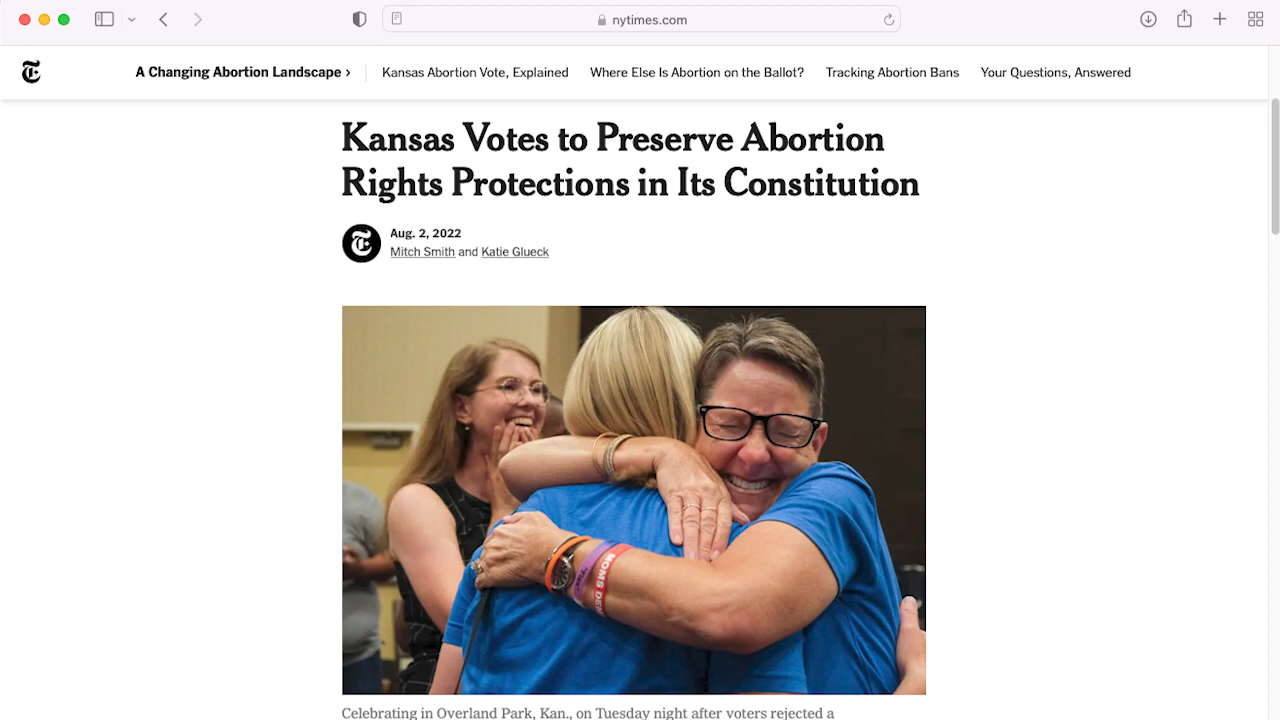 nytimes.com
A Changing Abortion Landscape ›
Kansas Abortion Vote, Explained
Where Else Is Abortion on the Ballot?
Tracking Abortion Bans
Your Questions, Answered
Kansas Votes to Preserve Abortion
Rights Protections in Its Constitution
Aug. 2, 2022
Mitch Smith and Katie Glueck
MOMS DE
Celebrating in Overland Park, Kan., on Tuesday night after voters rejected a